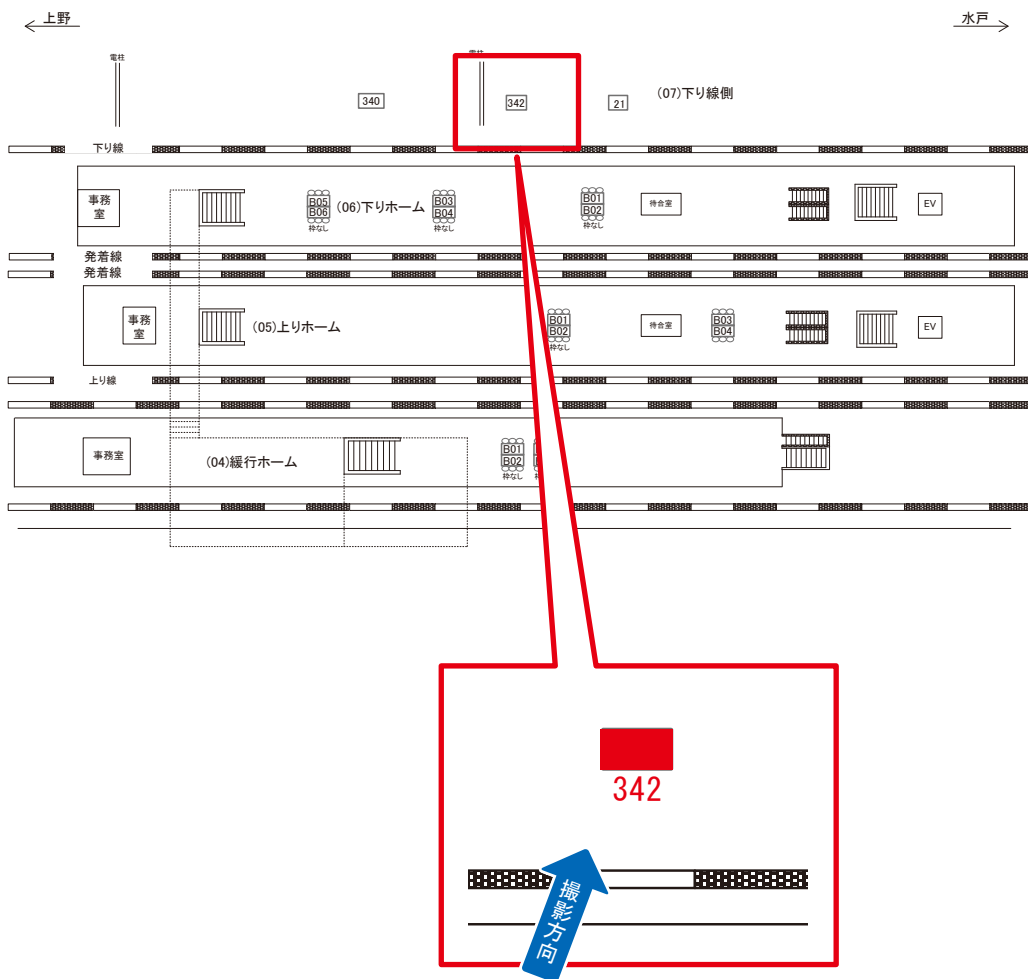 上野
水戸
電柱
電柱
340
342
21
(07)下り線側
下り線
事務
室
B05
B06
枠なし
(06)下りホーム
B03
B04
枠なし
B01
B02
枠なし
待合室
EV
発着線
発着線
事務
室
(05)上りホーム
B01
B02
枠なし
待合室
B03
B04
EV
上り線
事務室
(04)緩行ホーム
B01
B02
枠なし
342
撮影方向